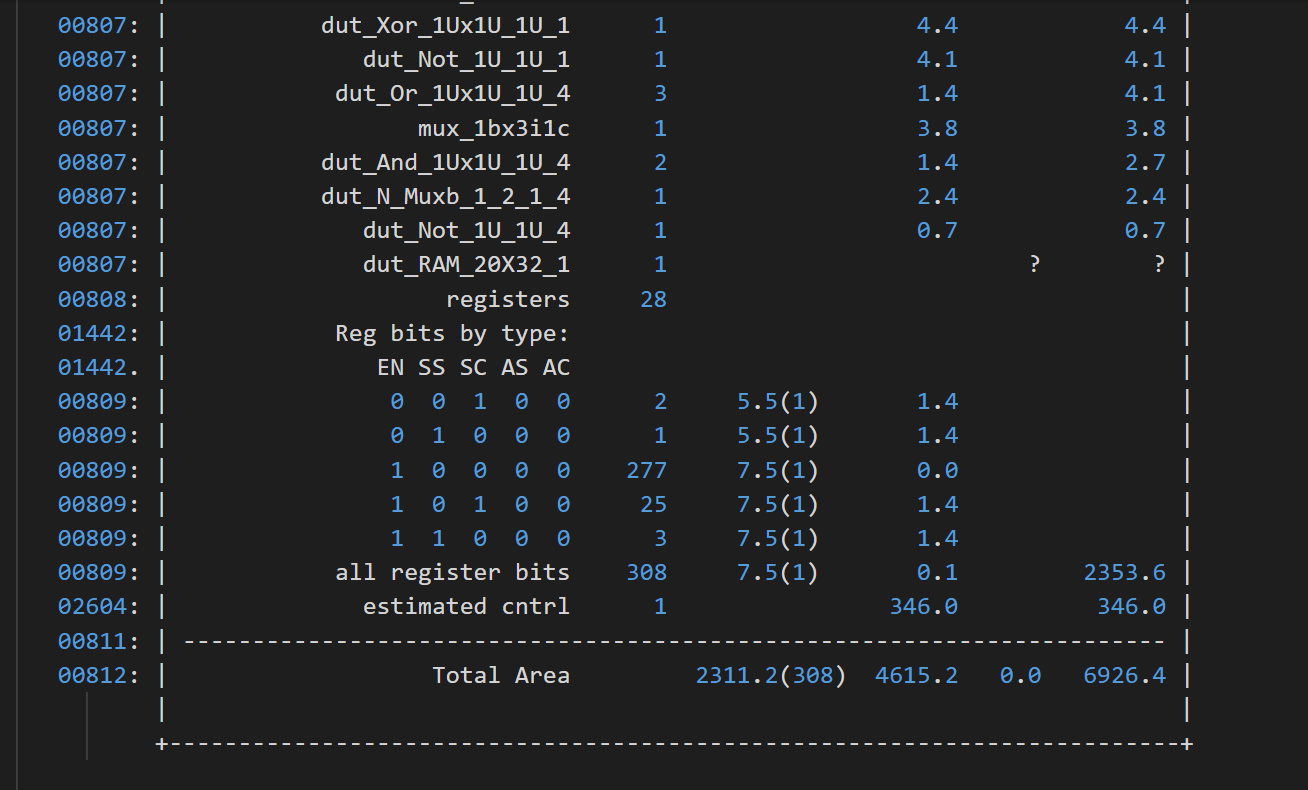 00807: | dut_Xor_1Ux1U_1U_1 1 4.4 4.4 |
00807: | dut_Not_1U_1U_1 1 4.1 4.1 |
00807: | dut_Or_1Ux1U_1U_4 3 1.4 4.1 |
00807: | mux_1bx3i1c 1 3.8 3.8 |
00807: | dut_And_1Ux1U_1U_4 2 1.4 2.7 |
00807: | dut_N_Muxb_1_2_1_4 1 2.4 2.4 |
00807: | dut_Not_1U_1U_4 1 0.7 0.7 |
00807: | dut_RAM_20X32_1 1 ? ? |
00808: | registers 28 |
01442: | Reg bits by type: |
01442. | EN SS SC AS AC |
00809: | 0 0 1 0 0 2 5.5(1) 1.4 |
00809: | 0 1 0 0 0 1 5.5(1) 1.4 |
00809: | 1 0 0 0 0 277 7.5(1) 0.0 |
00809: | 1 0 1 0 0 25 7.5(1) 1.4 |
00809: | 1 1 0 0 0 3 7.5(1) 1.4 |
00809: | all register bits 308 7.5(1) 0.1 2353.6 |
02604: | estimated cntrl 1 346.0 346.0 |
00811: | ----------------------------------------------------------------------- |
00812: | Total Area 2311.2(308) 4615.2 0.0 6926.4 |
| |
+--------------------------------------------------------------------------+